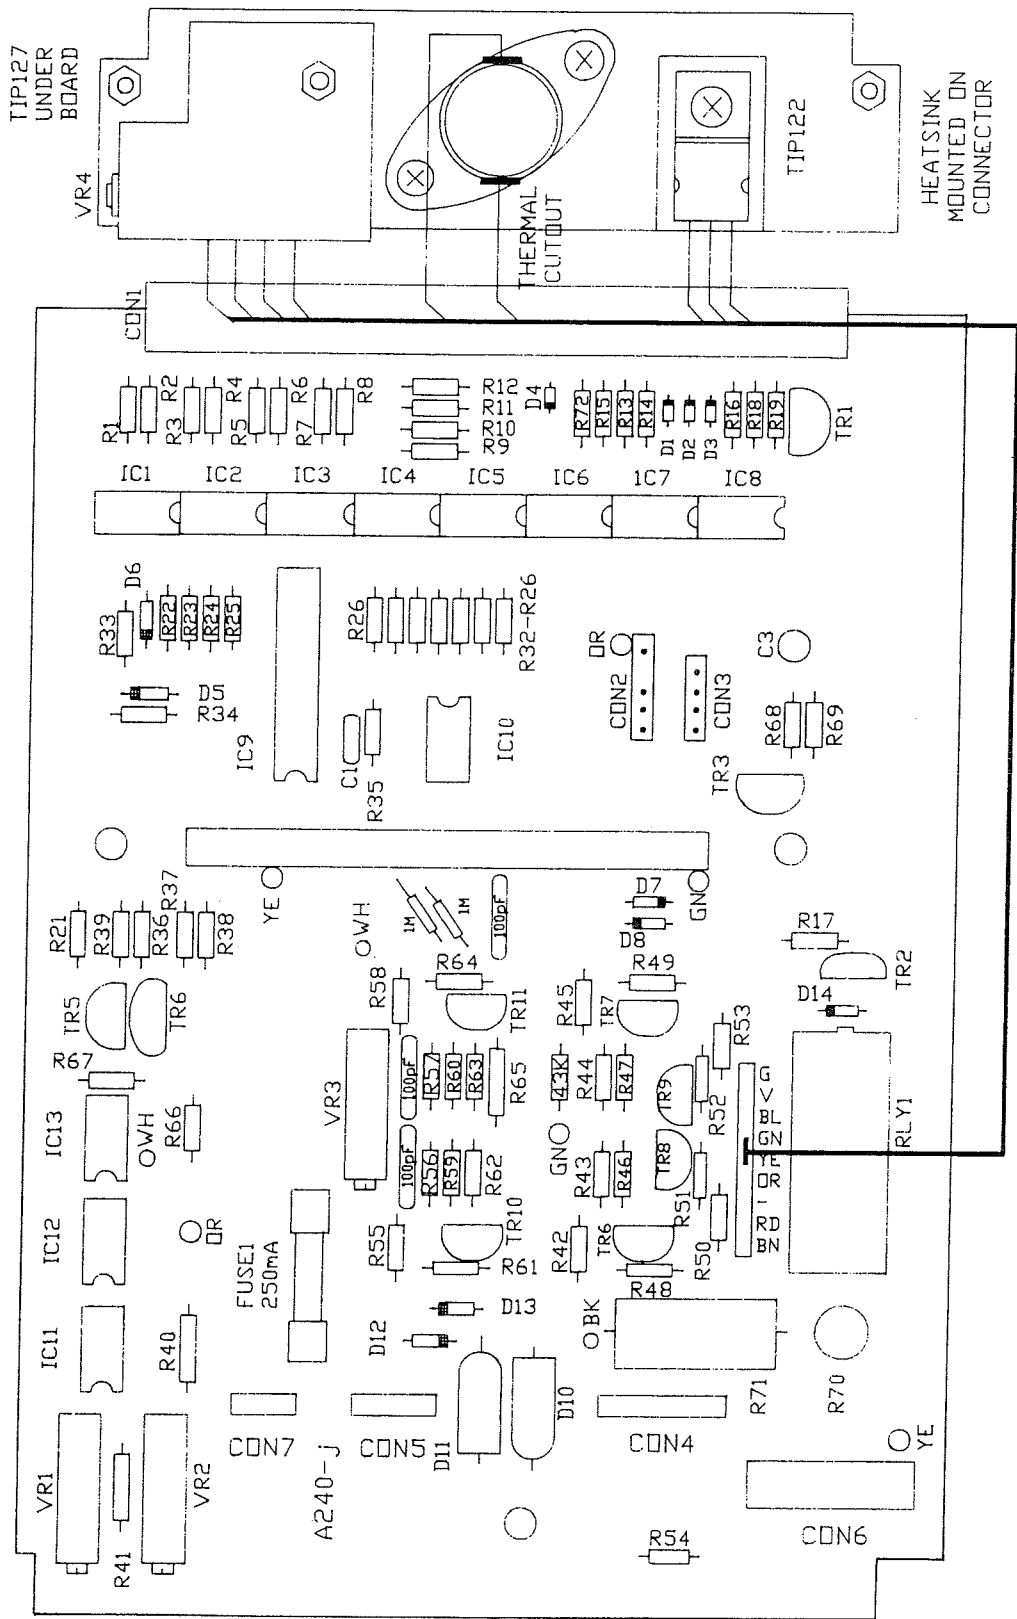 TIP127
UNDER
BOARD
VR4
THERMAL
CUTOUT
TIP122
HEATSINK
MOUNTED ON
CONNECTOR
CON1
R1
R2
R3
R4
R5
R6
R7
R8
R12
R11
R10
R9
D4
R72
R15
R13
R14
D1
D2
D3
R16
R18
R19
TR1
IC1
IC2
IC3
IC4
IC5
IC6
1C7
IC8
R33
D6
R22
R23
R24
R25
R26
R32-R26
D5
R34
IC9
C1
R35
IC10
OR
CON2
CON3
C3
R68
R69
TR3
YE
GN
R21
R39
R36
R37
R38
WH
1M
1M
100pF
D7
D8
R17
TR2
D14
TR5
TR6
R58
R64
TR11
R45
R49
TR7
R53
R67
IC13
WH
R66
VR3
100pF
R57
R60
R63
R65
43K
R44
R47
TR9
R52
G
V
BL
GN
YE
OR
-
RD
BN
RLY1
GN
100pF
R56
R59
R62
R43
R46
TR8
R51
IC12
OR
FUSE1
250mA
R55
TR10
R61
R42
TR6
R48
R50
IC11
R40
D12
D13
BK
R71
R70
VR1
R41
VR2
CON7
A240-j
CON5
D11
D10
CON4
YE
CON6
R54